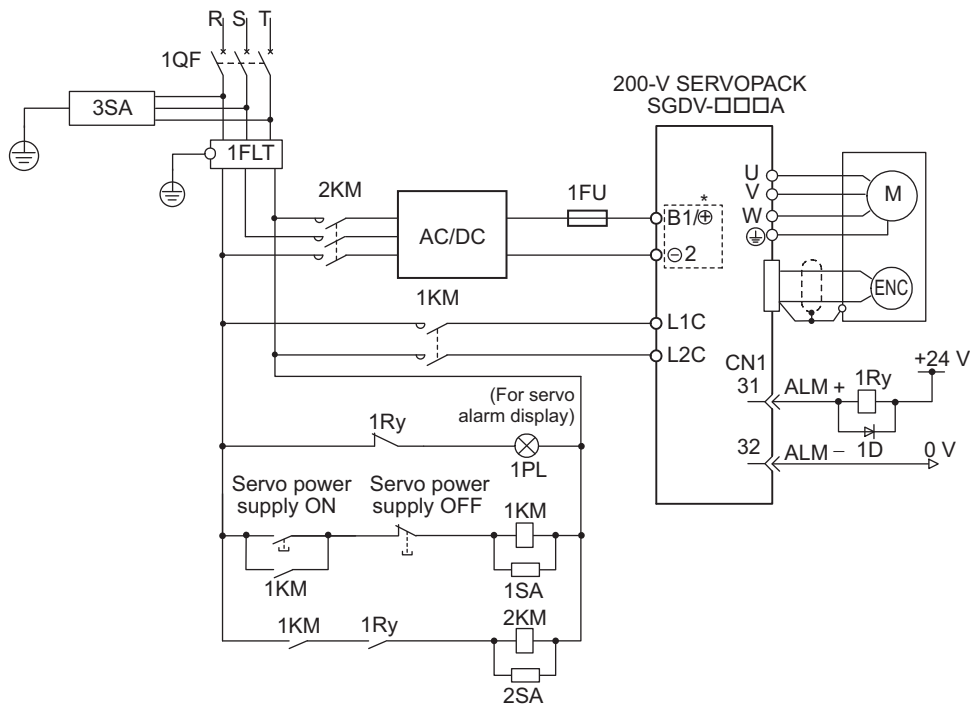 R S T
1QF
3SA
1FLT
200-V SERVOPACK
SGDV-□□□A
2KM
AC/DC
1FU
*
B1/⊕
⊖2
U
V
W
M
ENC
1KM
L1C
L2C
CN1
31
ALM +
1Ry
+24 V
1D
32
ALM −
0 V
(For servo
alarm display)
1Ry
1PL
Servo power
supply ON
Servo power
supply OFF
1KM
1KM
1SA
1KM
1Ry
2KM
2SA